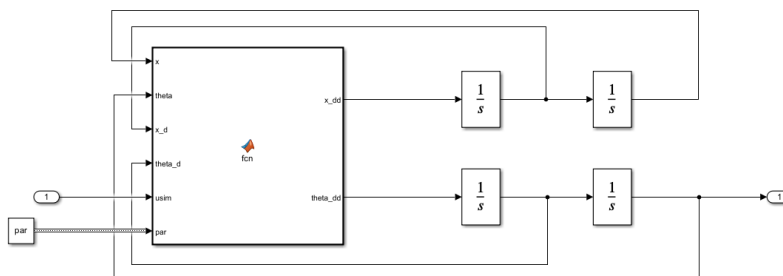 x
theta
x_d
theta_d
usim
par
fcn
x_dd
theta_dd
1
s
1
s
1
s
1
s
1
par
1